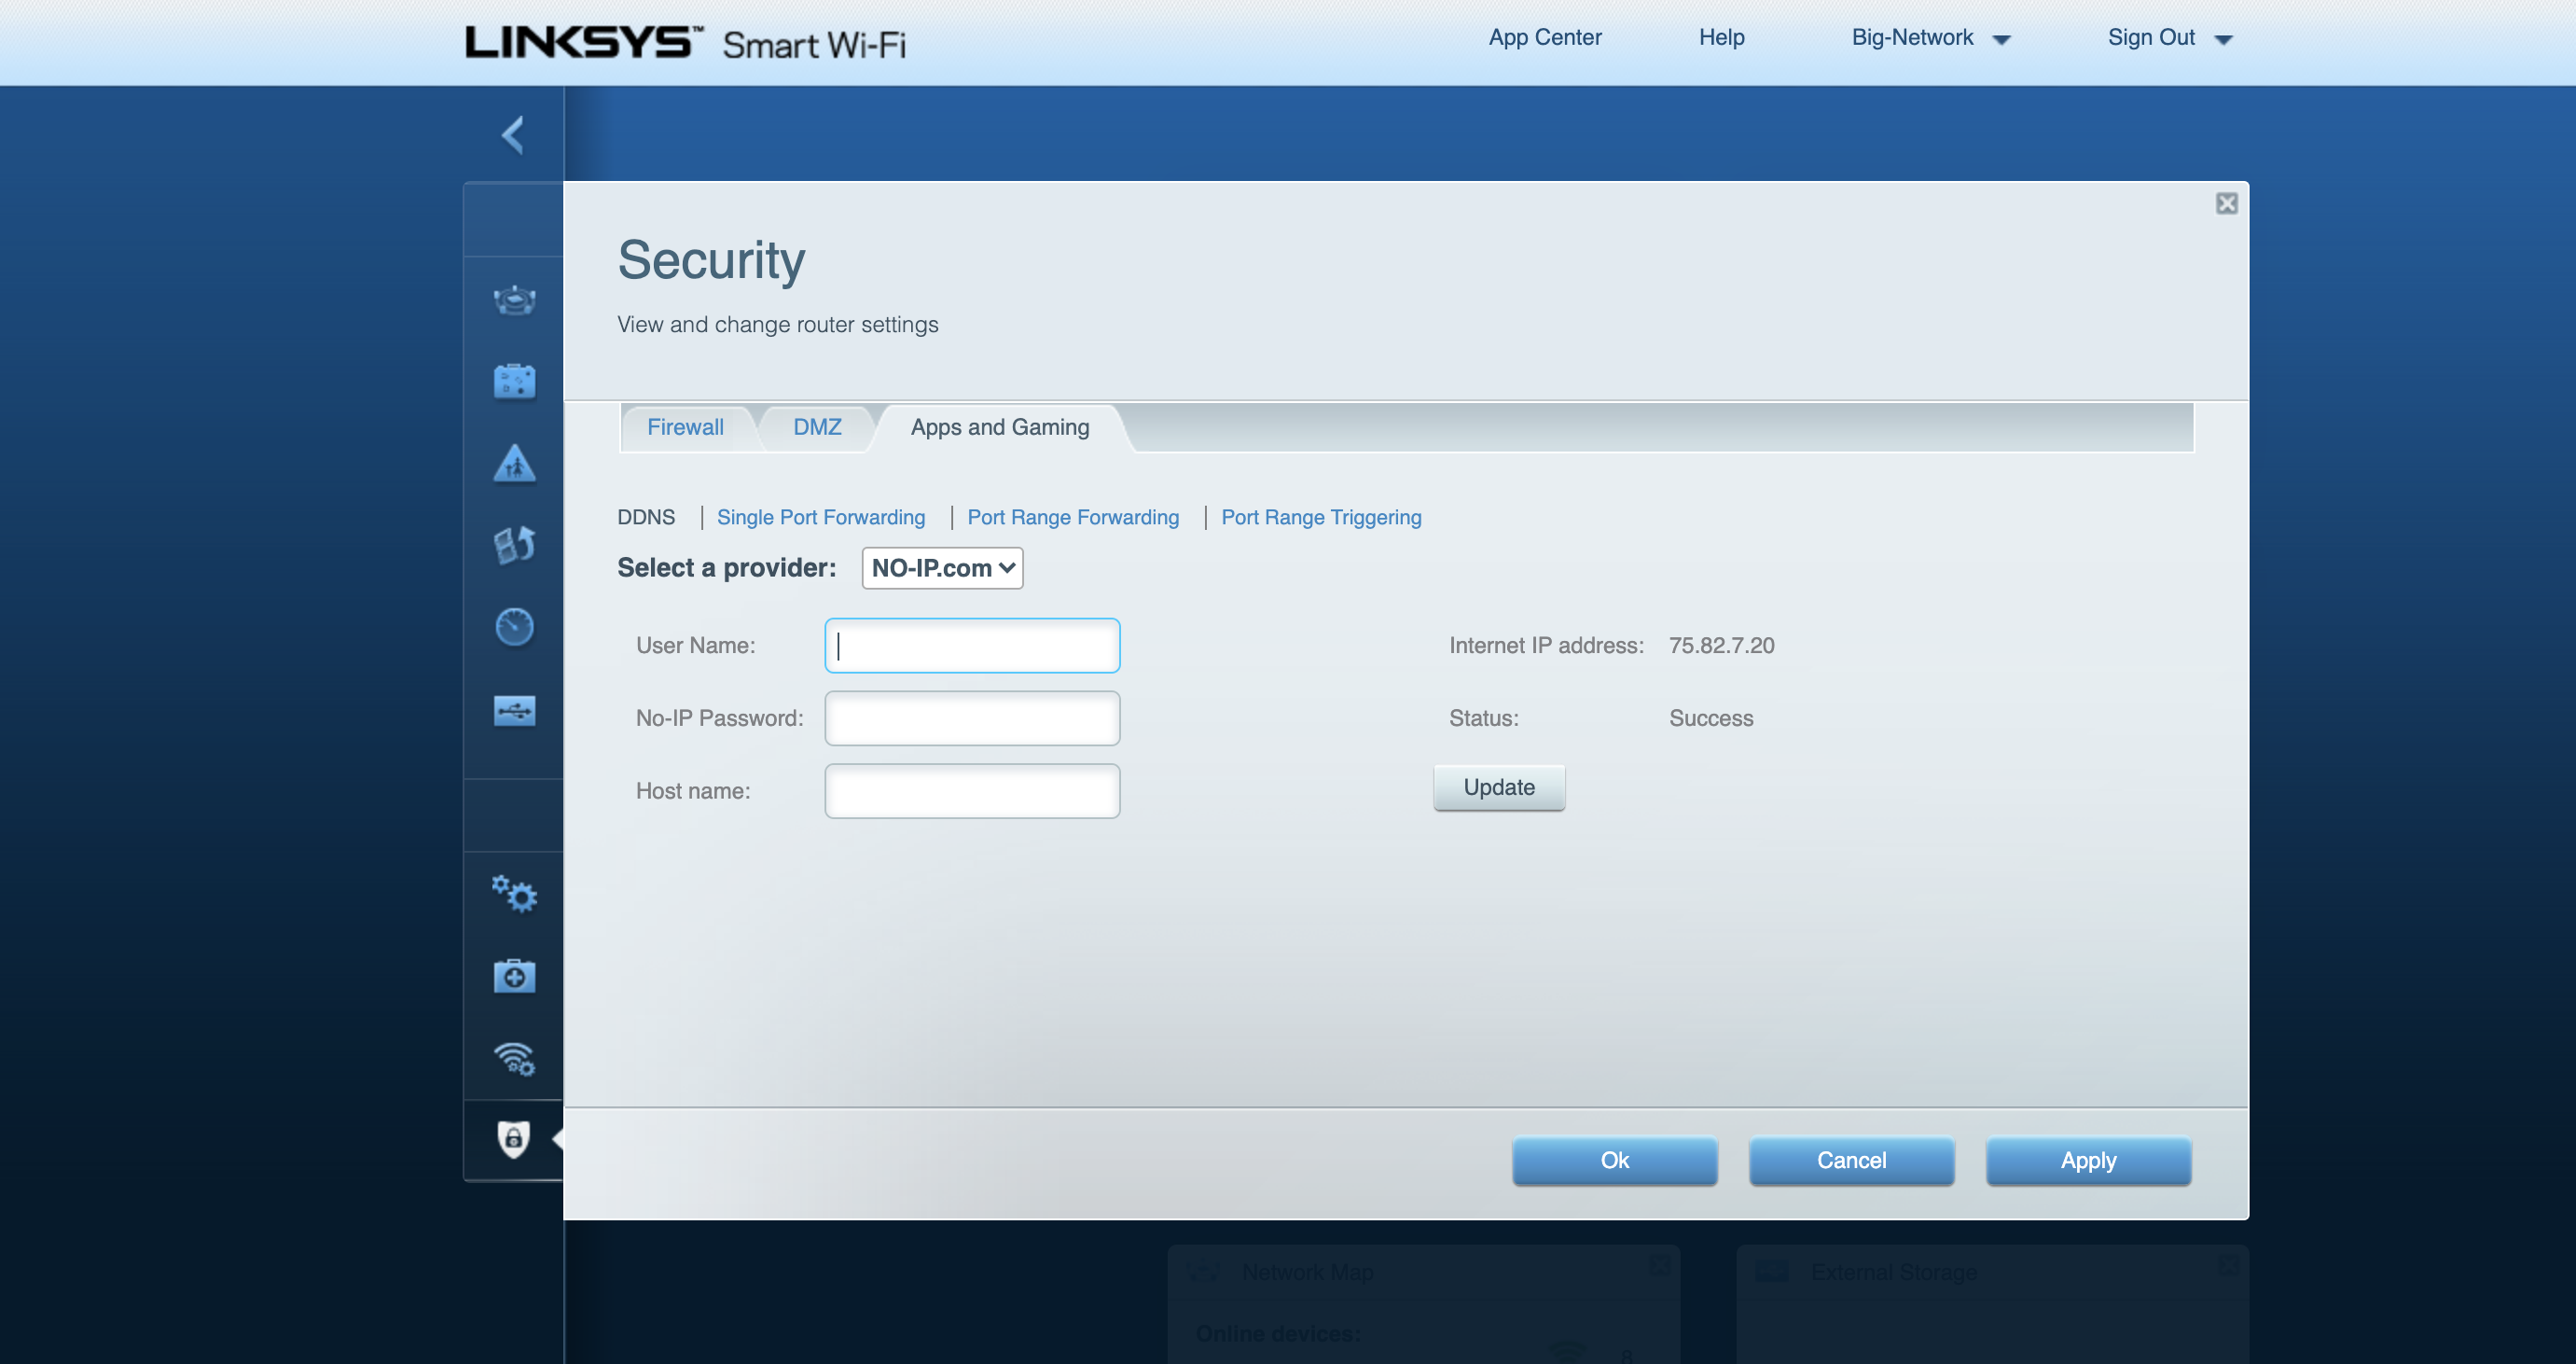 LINKSYS™ Smart Wi-Fi
App Center Help Big-Network Sign Out
Security
View and change router settings
Firewall DMZ Apps and Gaming
DDNS | Single Port Forwarding | Port Range Forwarding | Port Range Triggering
Select a provider: NO-IP.com
User Name: Internet IP address: 75.82.7.20
No-IP Password: Status: Success
Host name: Update
Ok Cancel Apply
Network Map External Storage
Online devices:
8